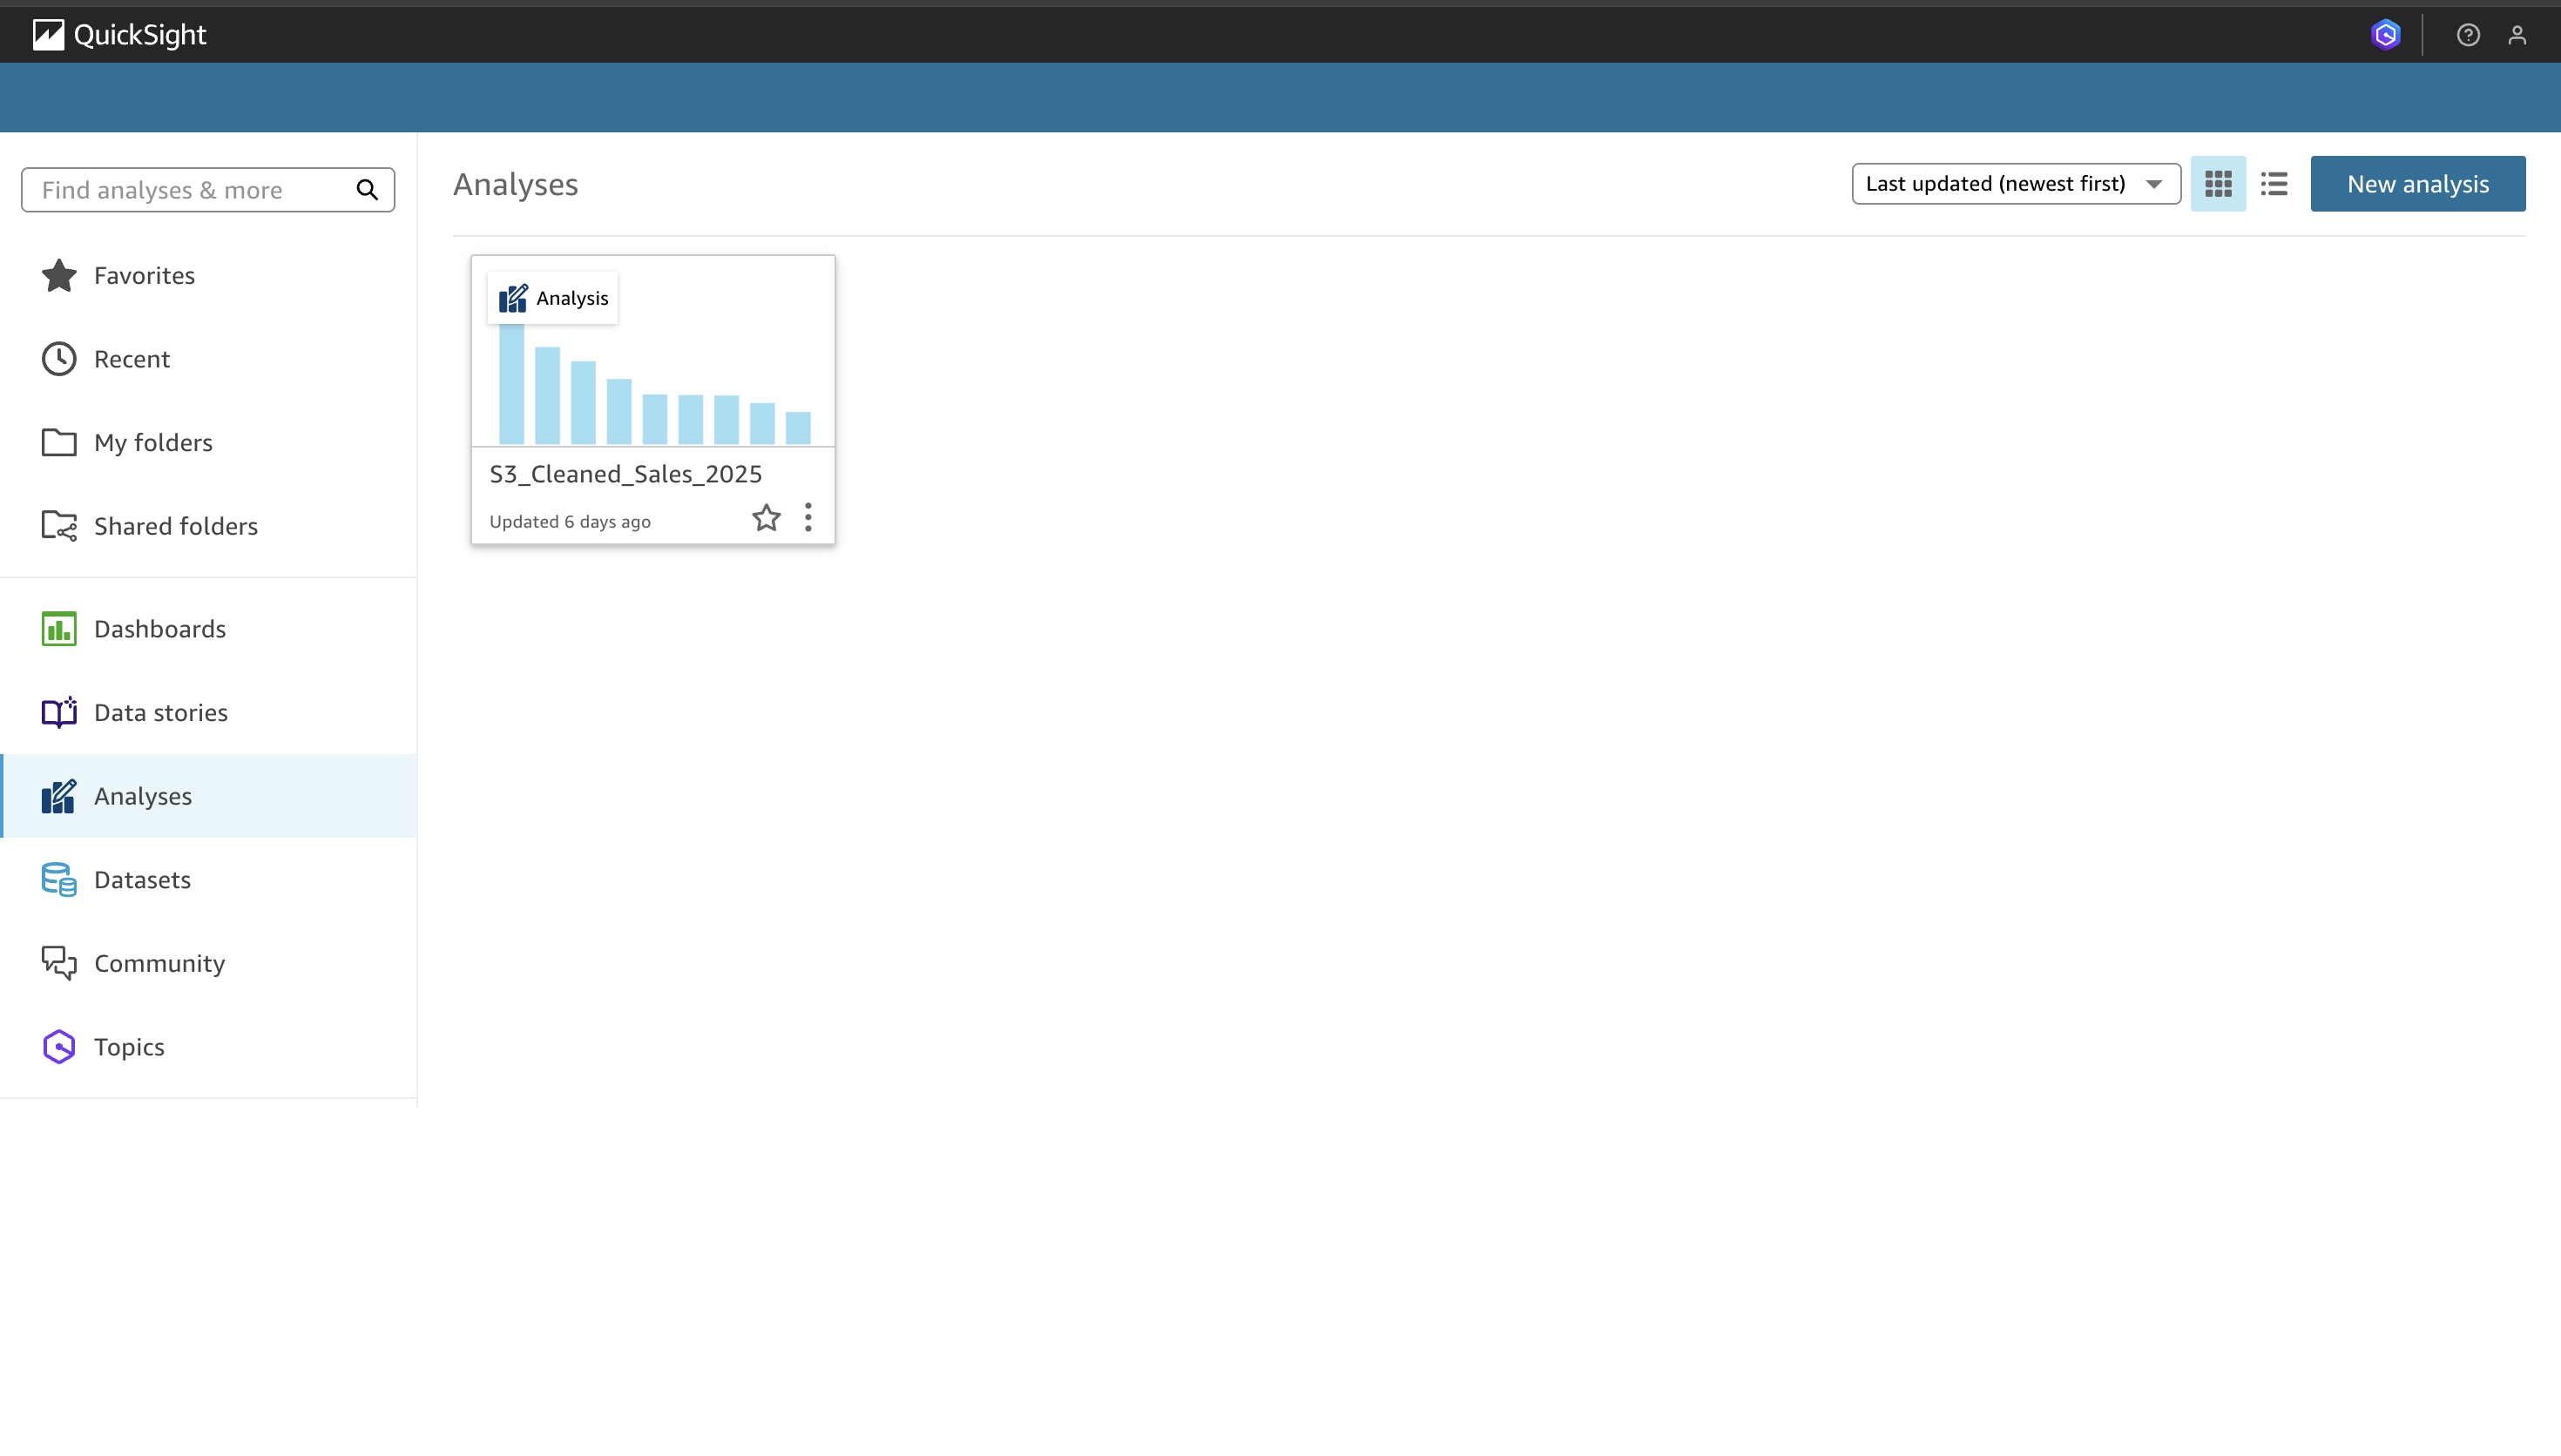 QuickSight
Find analyses & more
Favorites
Recent
My folders
Shared folders
Dashboards
Data stories
Analyses
Datasets
Community
Topics
Analyses
Last updated (newest first)
New analysis
Analysis
S3_Cleaned_Sales_2025
Updated 6 days ago